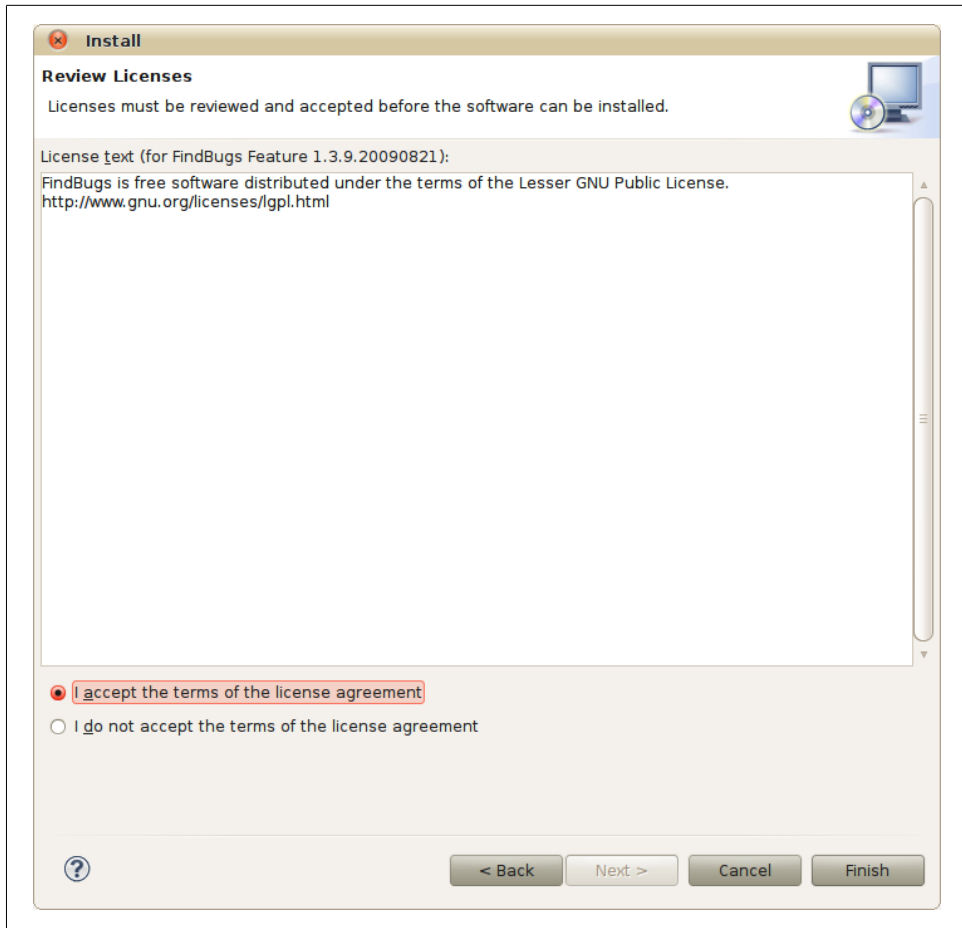 Install
Review Licenses
Licenses must be reviewed and accepted before the software can be installed.
License text (for FindBugs Feature 1.3.9.20090821):
FindBugs is free software distributed under the terms of the Lesser GNU Public License.
http://www.gnu.org/licenses/lgpl.html
I accept the terms of the license agreement
I do not accept the terms of the license agreement
?
< Back
Next >
Cancel
Finish